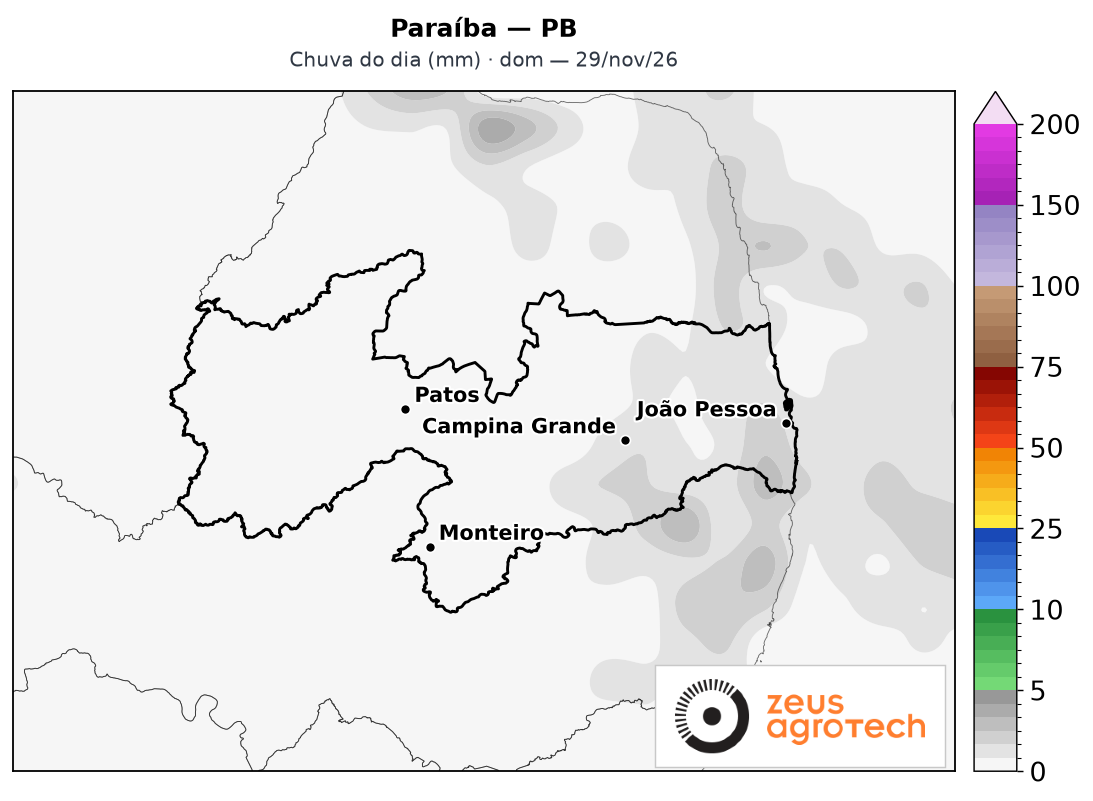 Paraíba — PB
Chuva do dia (mm) · dom — 29/nov/26
200
150
100
75
50
25
10
5
0
Patos
Campina Grande
João Pessoa
Monteiro
zeus
agrotech